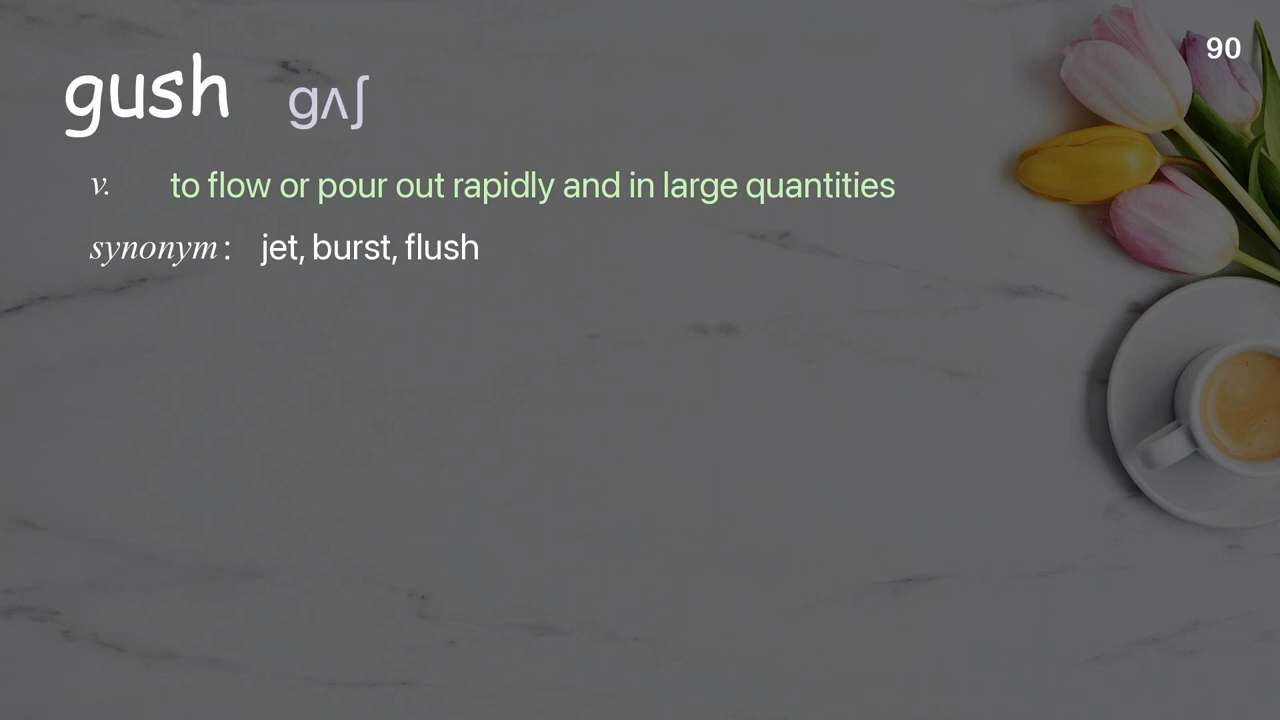 90
gush gʌʃ
v. to flow or pour out rapidly and in large quantities
synonym : jet, burst, flush